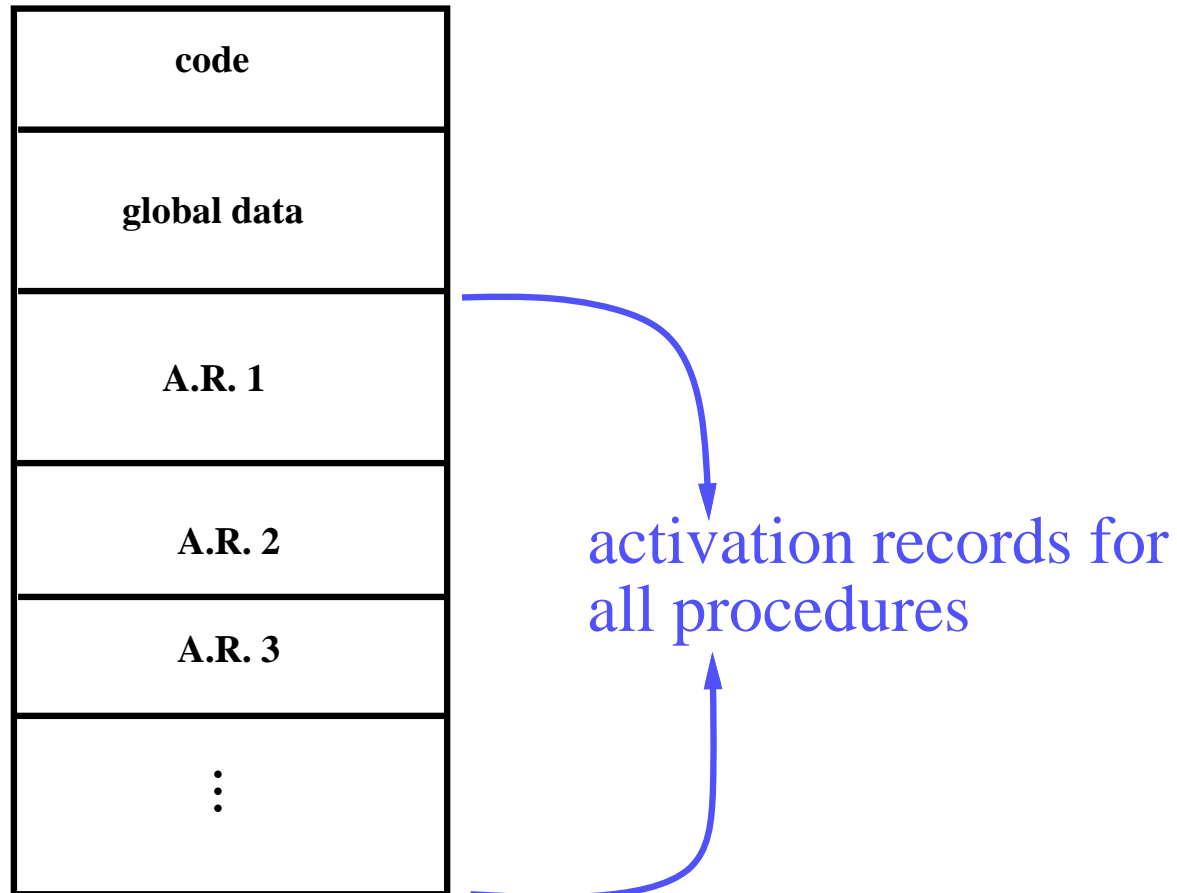 code
global data
A.R. 1
A.R. 2
A.R. 3
⋮
activation records for
all procedures